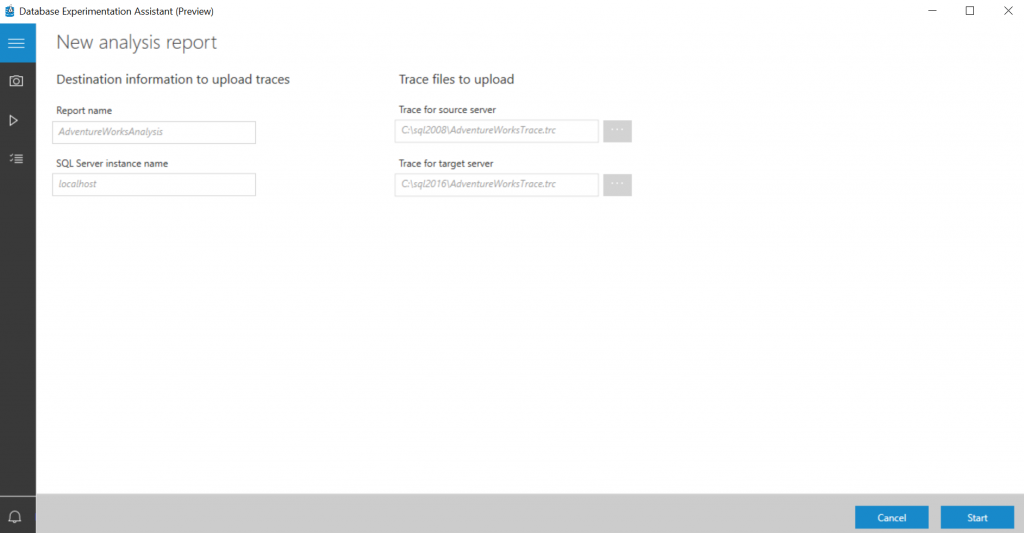 Database Experimentation Assistant (Preview)
New analysis report
Destination information to upload traces
Report name
AdventureWorksAnalysis
SQL Server instance name
localhost
Trace files to upload
Trace for source server
C:\sql2008\AdventureWorksTrace.trc
...
Trace for target server
C:\sql2016\AdventureWorksTrace.trc
...
Cancel
Start